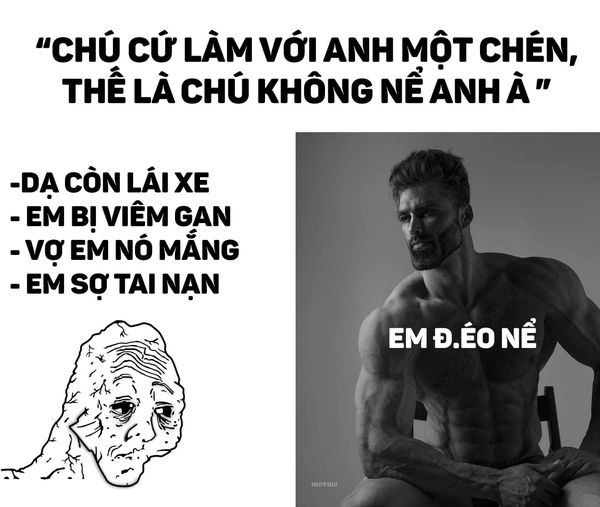 “CHÚ CỨ LÀM VỚI ANH MỘT CHÉN,
THẾ LÀ CHÚ KHÔNG NỂ ANH À ”
-DẠ CÒN LÁI XE
- EM BỊ VIÊM GAN
- VỢ EM NÓ MẮNG
- EM SỢ TAI NẠN
EM Đ.ÉO NỂ